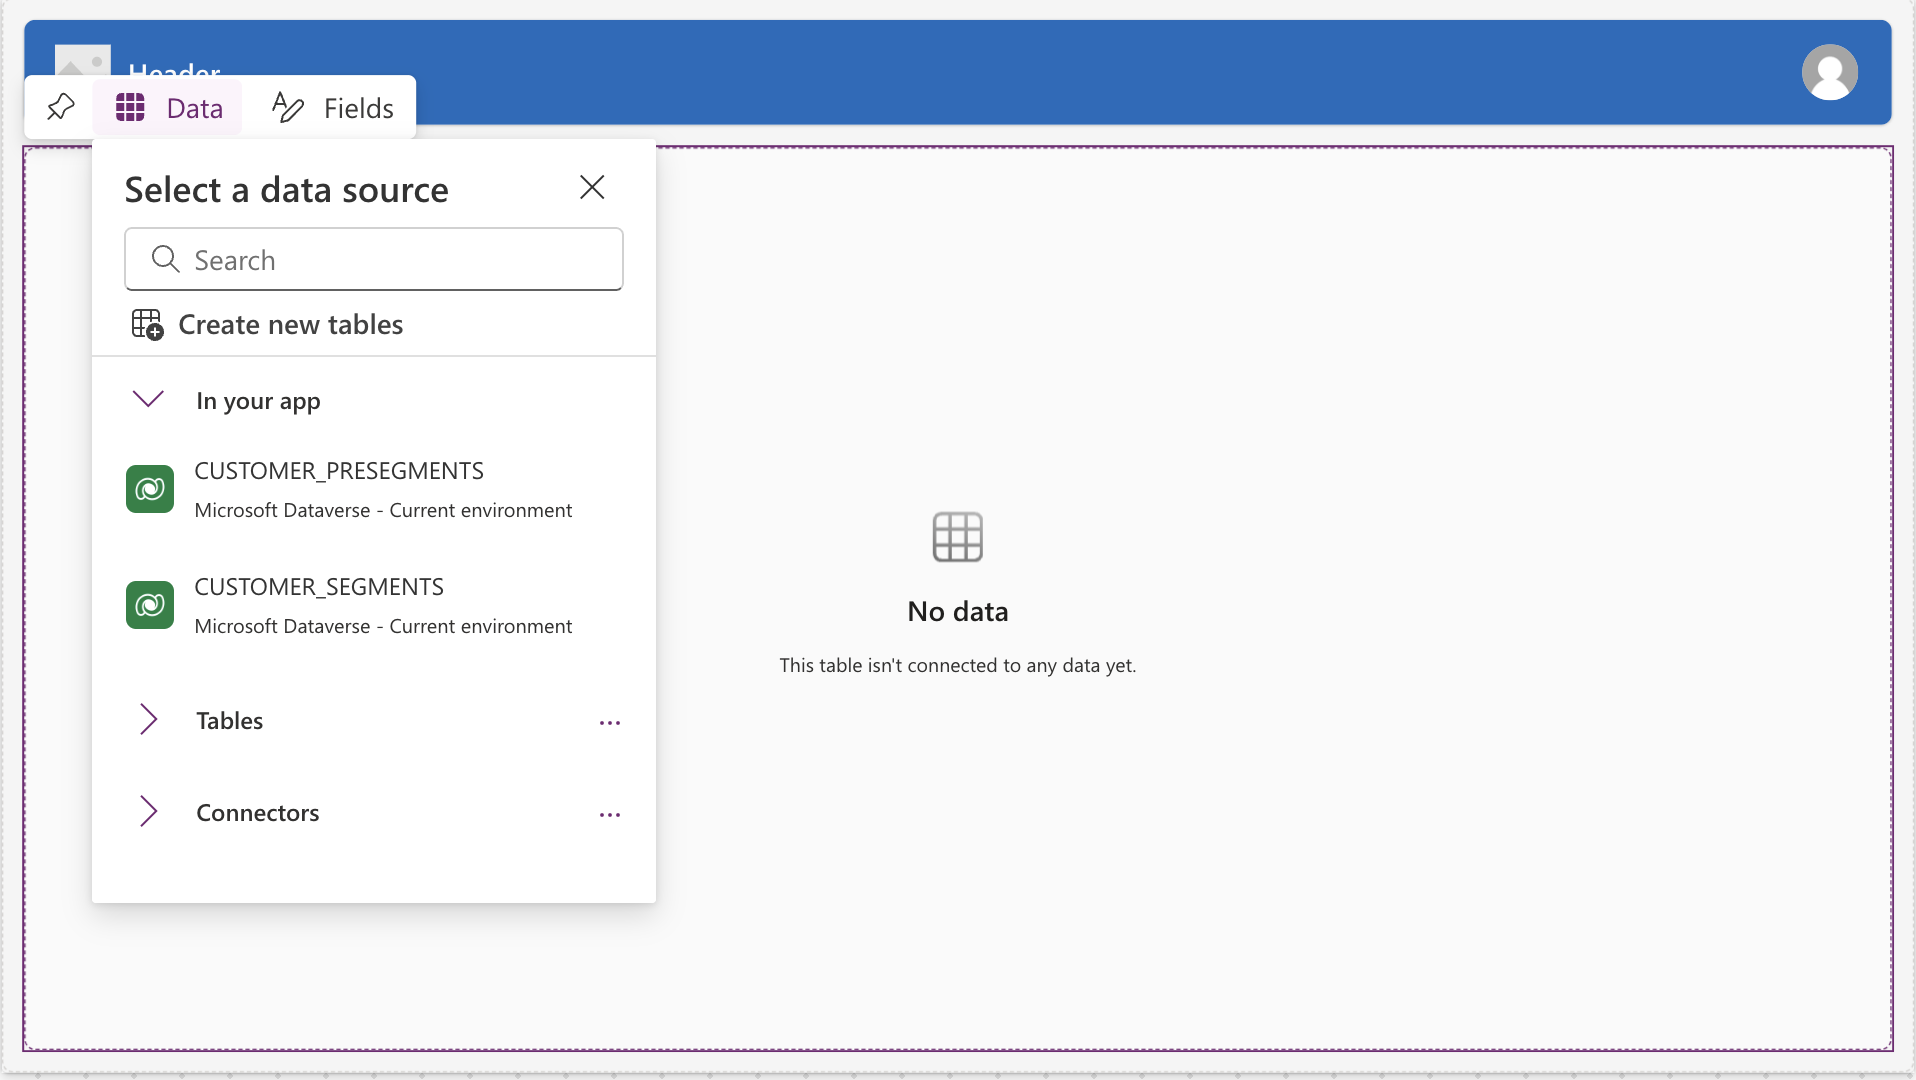 Header
Data
Fields
Select a data source
Search
Create new tables
In your app
CUSTOMER_PRESEGMENTS
Microsoft Dataverse - Current environment
CUSTOMER_SEGMENTS
Microsoft Dataverse - Current environment
Tables
Connectors
No data
This table isn't connected to any data yet.